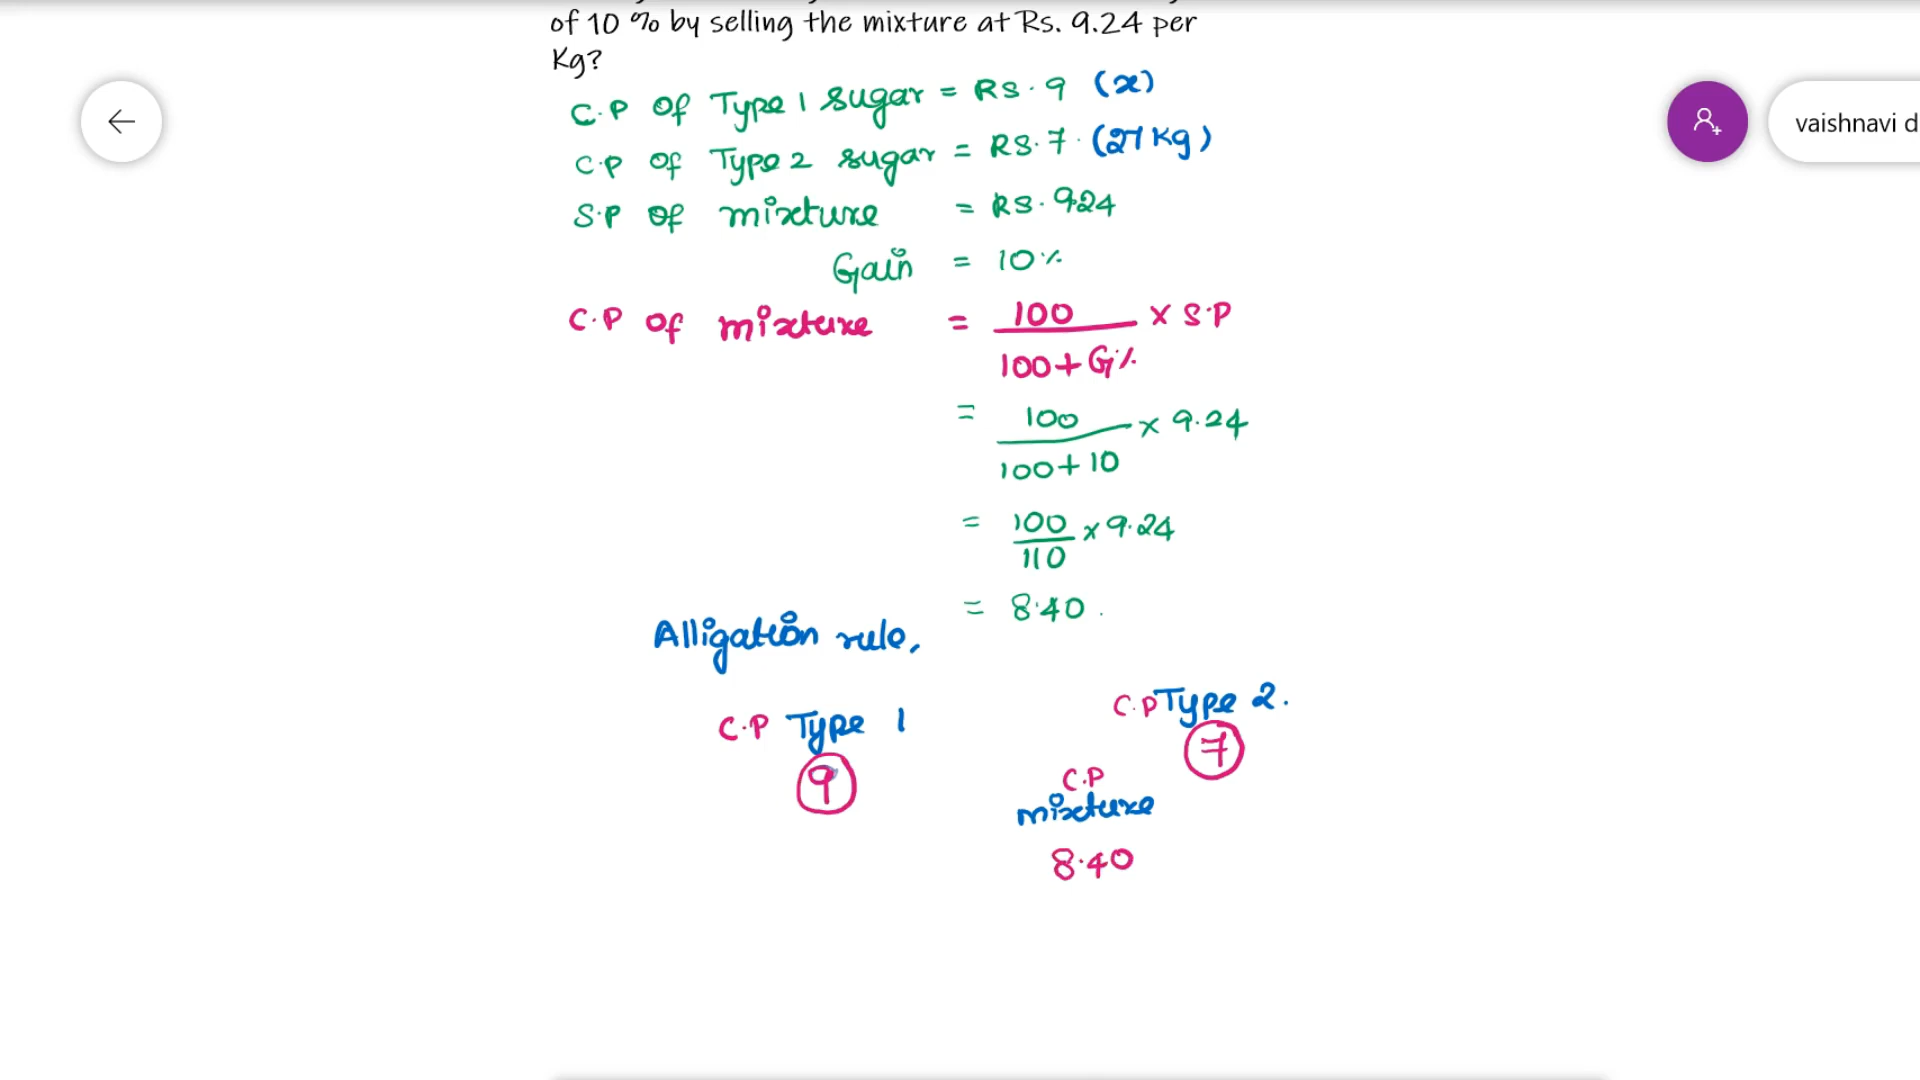 of 10 % by selling the mixture at Rs. 9.24 per
Kg?
C.P of Type 1 sugar = RS. 9 (x)
C.P of Type 2 sugar = RS. 7. (27 Kg)
S.P of mixture = RS. 9.24
Gain = 10%
C.P of mixture = 100 / 100 + G% x S.P
= 100 / 100 + 10 x 9.24
= 100 / 110 x 9.24
= 8.40.
Alligation rule,
C.P Type 1
C.P Type 2.
9
7
C.P
mixture
8.40
vaishnavi d